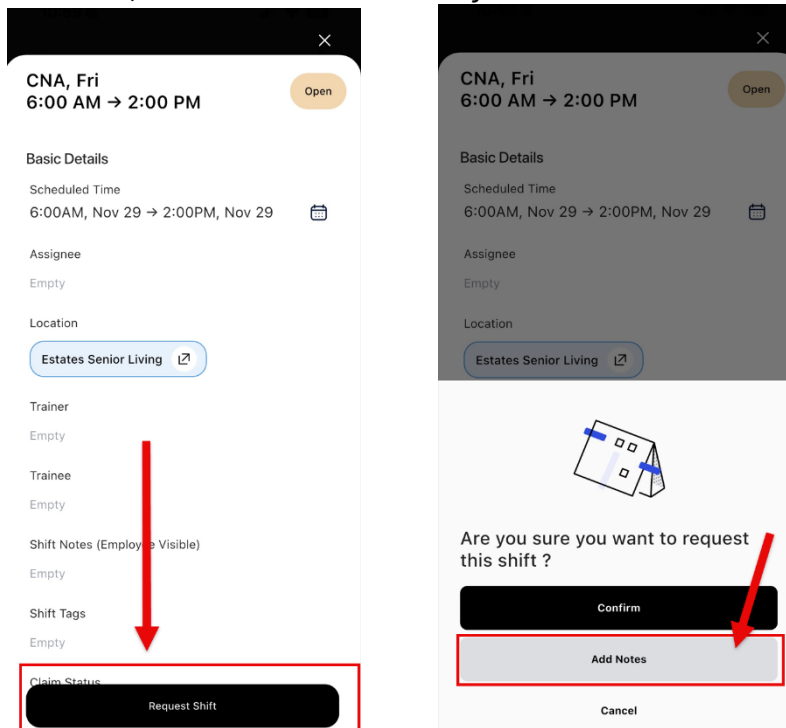 CNA, Fri
6:00 AM → 2:00 PM
Open
Basic Details
Scheduled Time
6:00AM, Nov 29 → 2:00PM, Nov 29
Assignee
Empty
Location
Estates Senior Living
Trainer
Empty
Trainee
Empty
Shift Notes (Employee Visible)
Empty
Shift Tags
Empty
Claim Status
Request Shift
CNA, Fri
6:00 AM → 2:00 PM
Open
Basic Details
Scheduled Time
6:00AM, Nov 29 → 2:00PM, Nov 29
Assignee
Empty
Location
Estates Senior Living
Are you sure you want to request
this shift ?
Confirm
Add Notes
Cancel